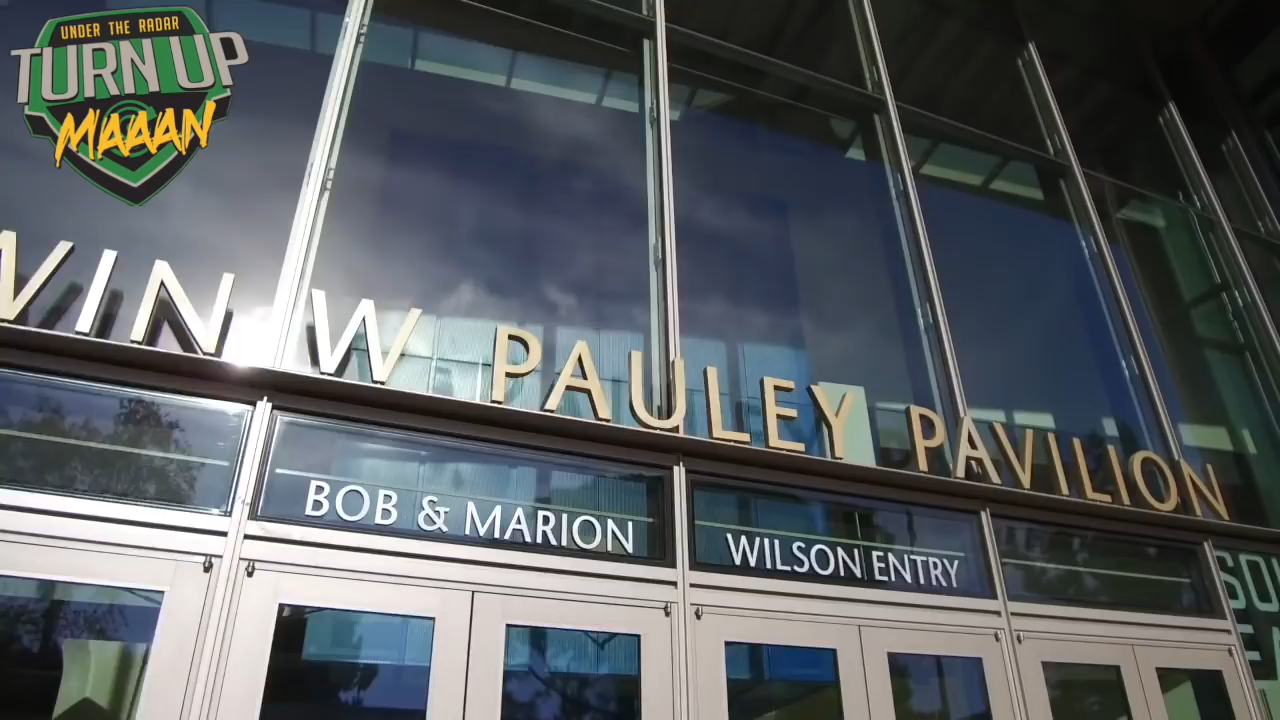 UNDER THE RADAR
TURN UP
MAAAN
WIN W PAULEY PAVILION
BOB & MARION
WILSON ENTRY